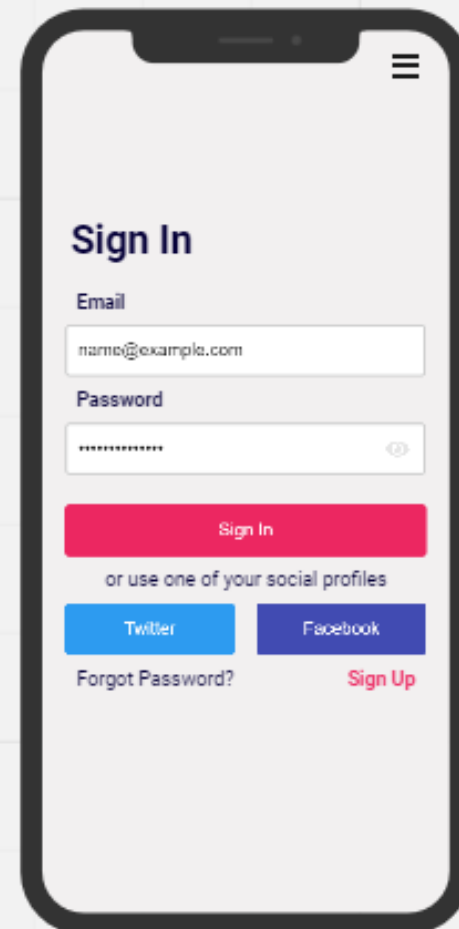 Sign In
Email
name@example.com
Password
**************
Sign In
or use one of your social profiles
Twitter Facebook
Forgot Password? Sign Up